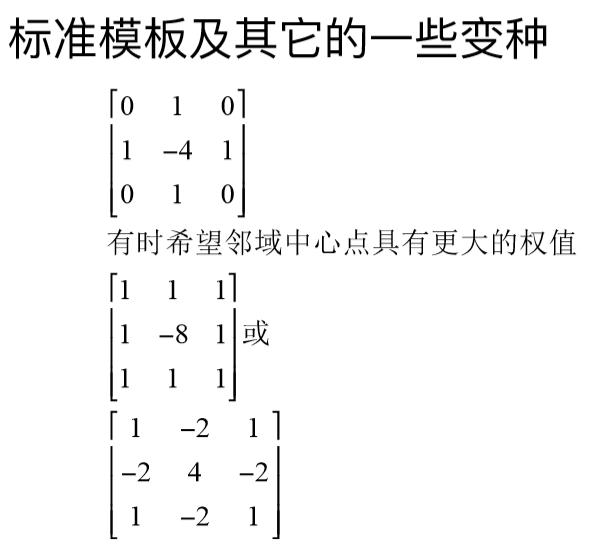 标准模板及其它的一些变种
0 1 0
1 −4 1
0 1 0
有时希望邻域中心点具有更大的权值
1 1 1
1 −8 1 或
1 1 1
1 −2 1
−2 4 −2
1 −2 1